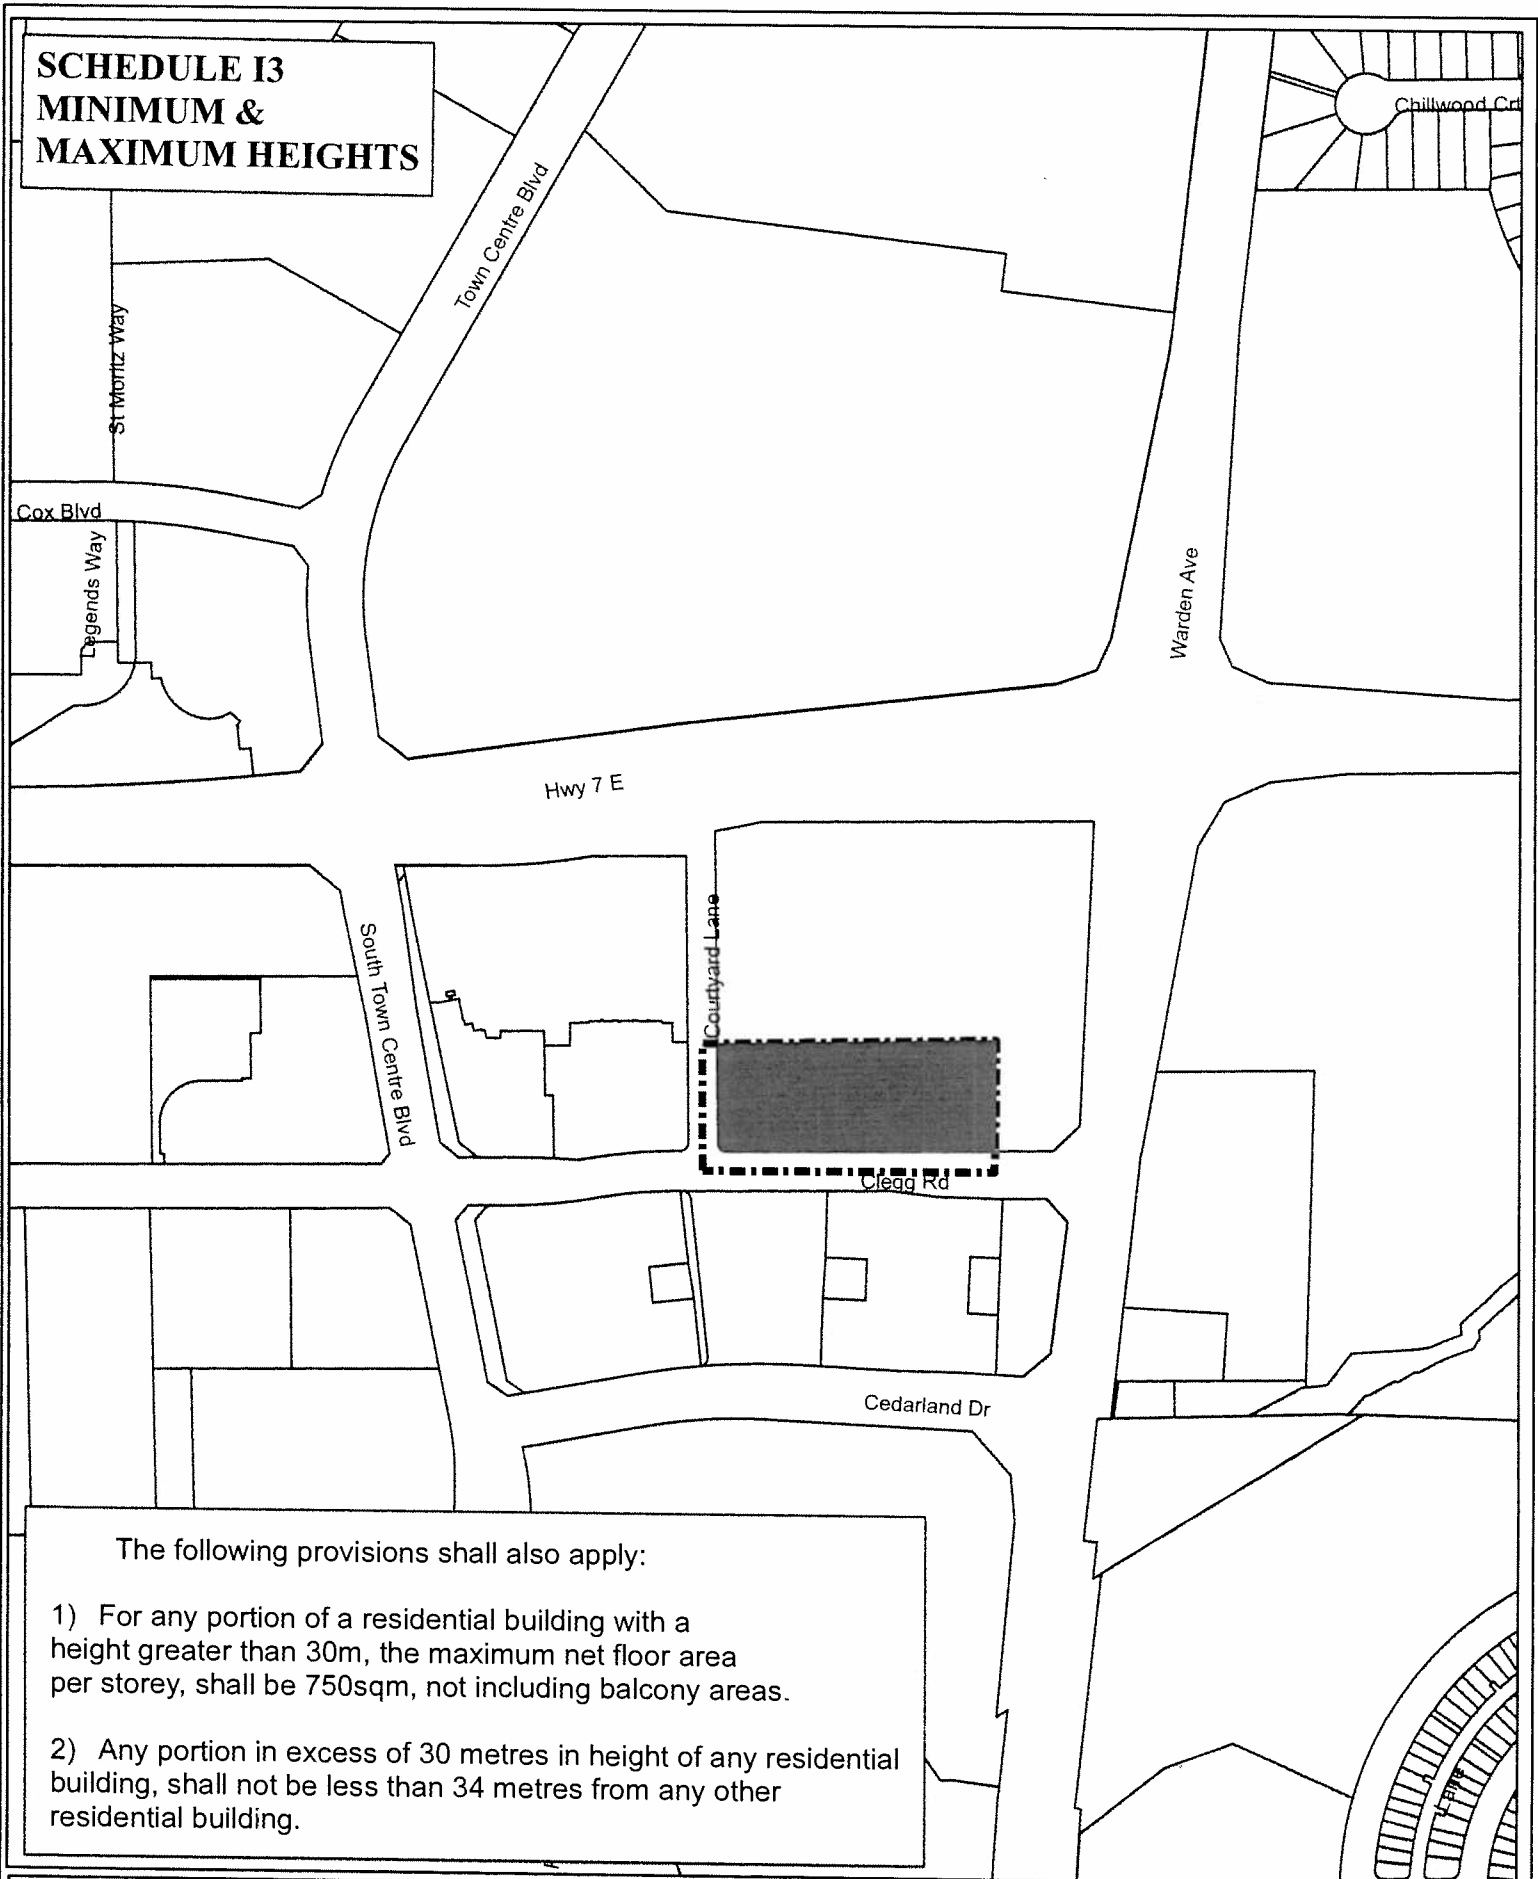 SCHEDULE I3
MINIMUM &
MAXIMUM HEIGHTS
Chillwood Crt
Town Centre Blvd
St Moritz Way
Cox Blvd
Legends Way
Warden Ave
Hwy 7 E
Courtyard Lane
South Town Centre Blvd
Clegg Rd
Cedarland Dr
The following provisions shall also apply:
1) For any portion of a residential building with a
height greater than 30m, the maximum net floor area
per storey, shall be 750sqm, not including balcony areas.
2) Any portion in excess of 30 metres in height of any residential
building, shall not be less than 34 metres from any other
residential building.
Lane